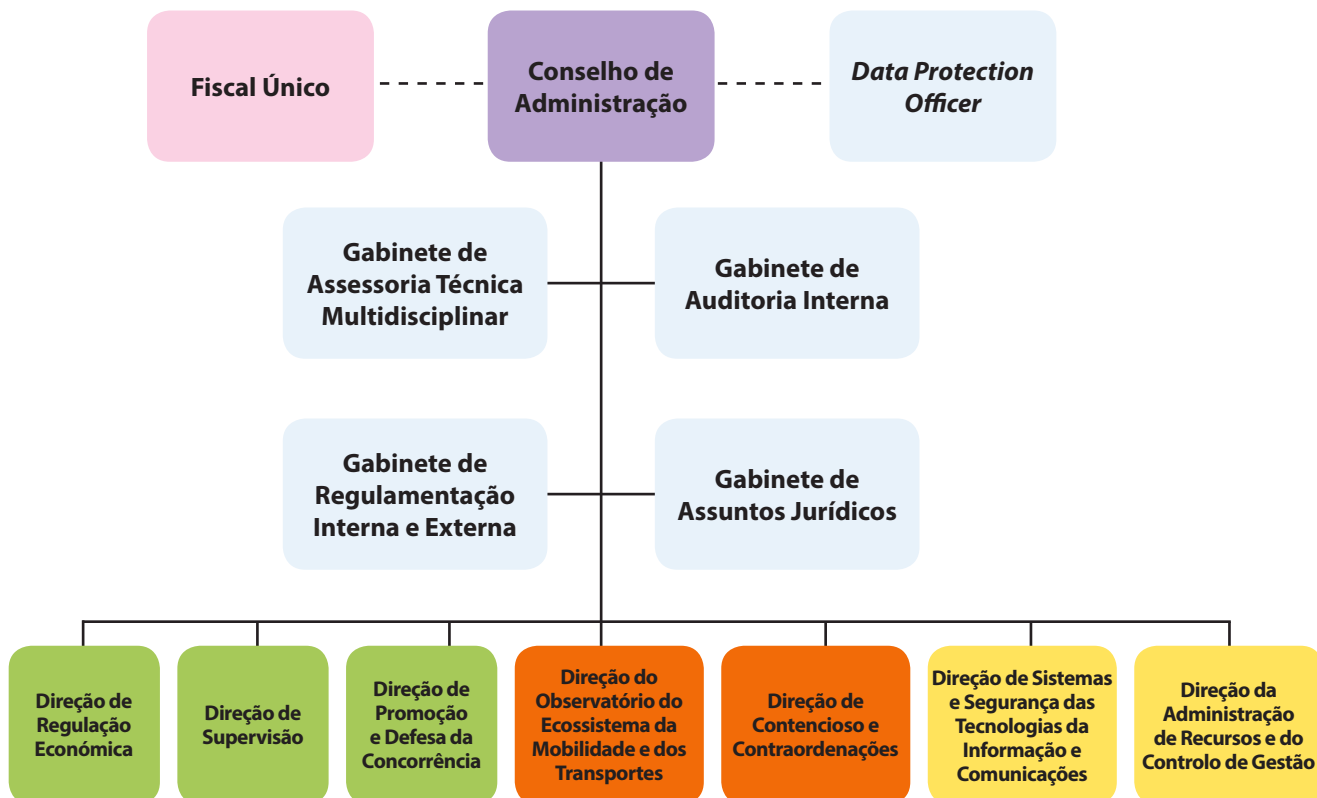 Fiscal Único
Conselho de
Administração
Data Protection
Officer
Gabinete de
Assessoria Técnica
Multidisciplinar
Gabinete de
Auditoria Interna
Gabinete de
Regulamentação
Interna e Externa
Gabinete de
Assuntos Jurídicos
Direção de
Regulação
Económica
Direção de
Supervisão
Direção de
Promoção
e Defesa da
Concorrência
Direção do
Observatório do
Ecossistema da
Mobilidade e dos
Transportes
Direção de
Contencioso e
Contraordenações
Direção de Sistemas
e Segurança das
Tecnologias da
Informação e
Comunicações
Direção da
Administração
de Recursos e do
Controlo de Gestão